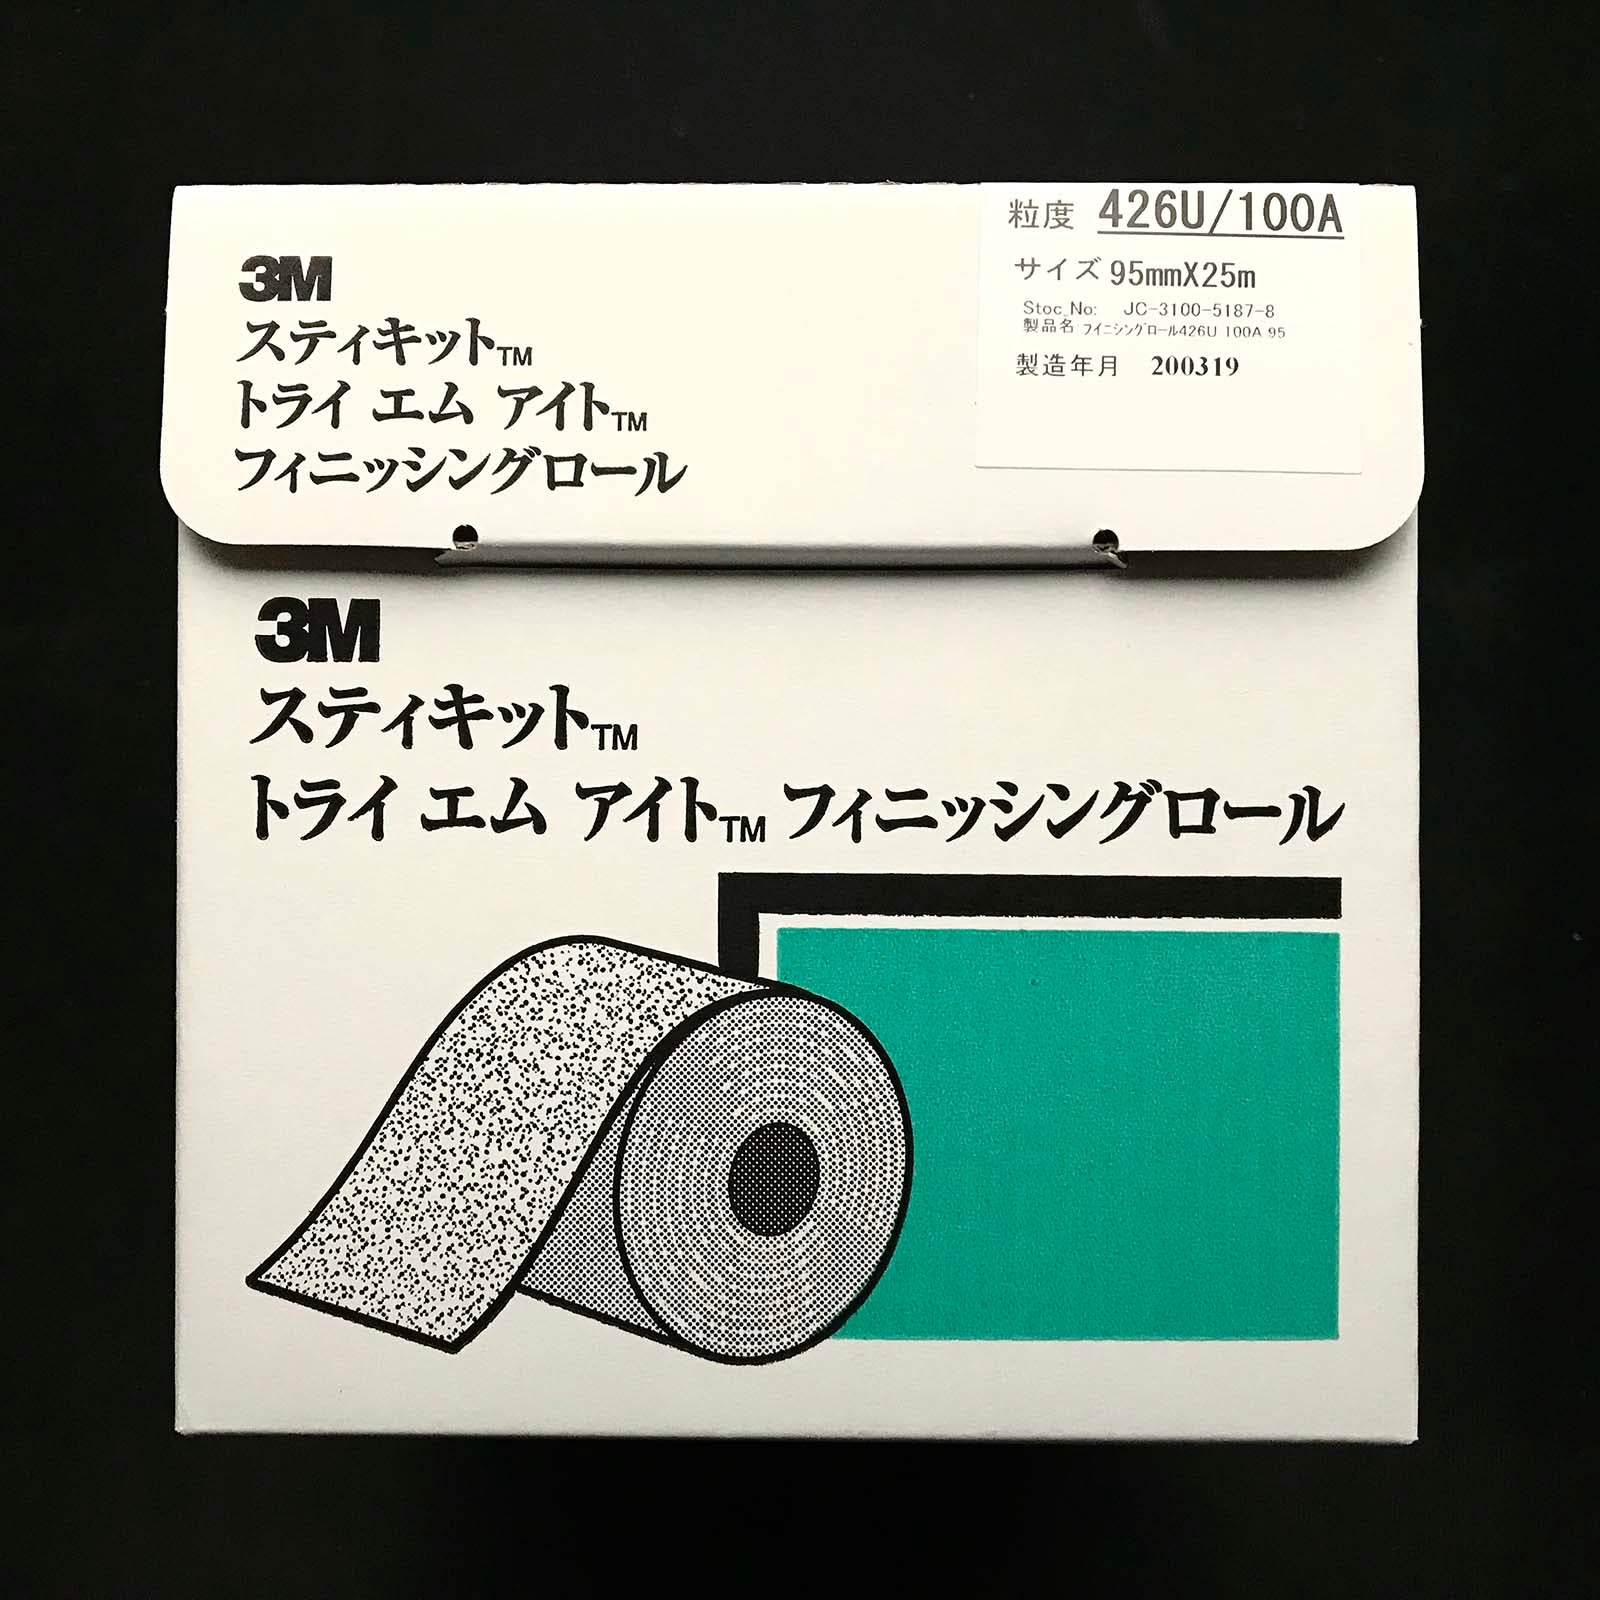 3M
スティキット™
トライ エム アイト™
フィニッシングロール
粒度 426U/100A
サイズ 95mmX25m
Stoc_No: JC-3100-5187-8
製品名 フイニシングロール426U 100A 95
製造年月 200319
3M
スティキット™
トライ エム アイト™ フィニッシングロール